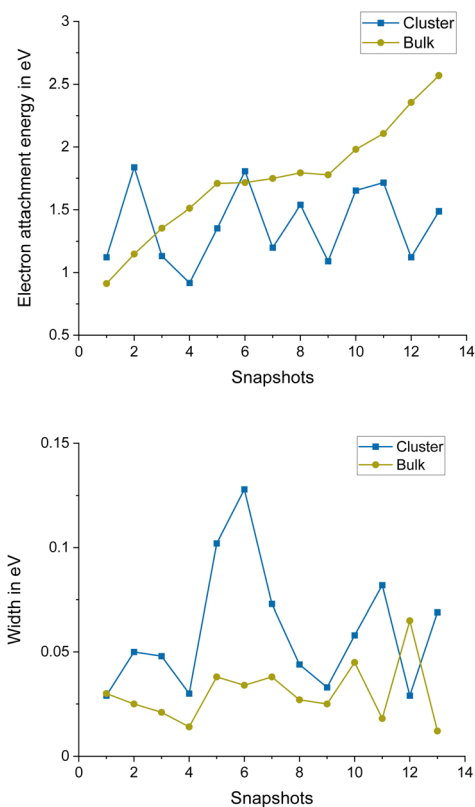 Electron attachment energy in eV
3
2.5
2
1.5
1
0.5
Cluster
Bulk
0 2 4 6 8 10 12 14
Snapshots
Width in eV
0.15
0.1
0.05
0
Cluster
Bulk
0 2 4 6 8 10 12 14
Snapshots